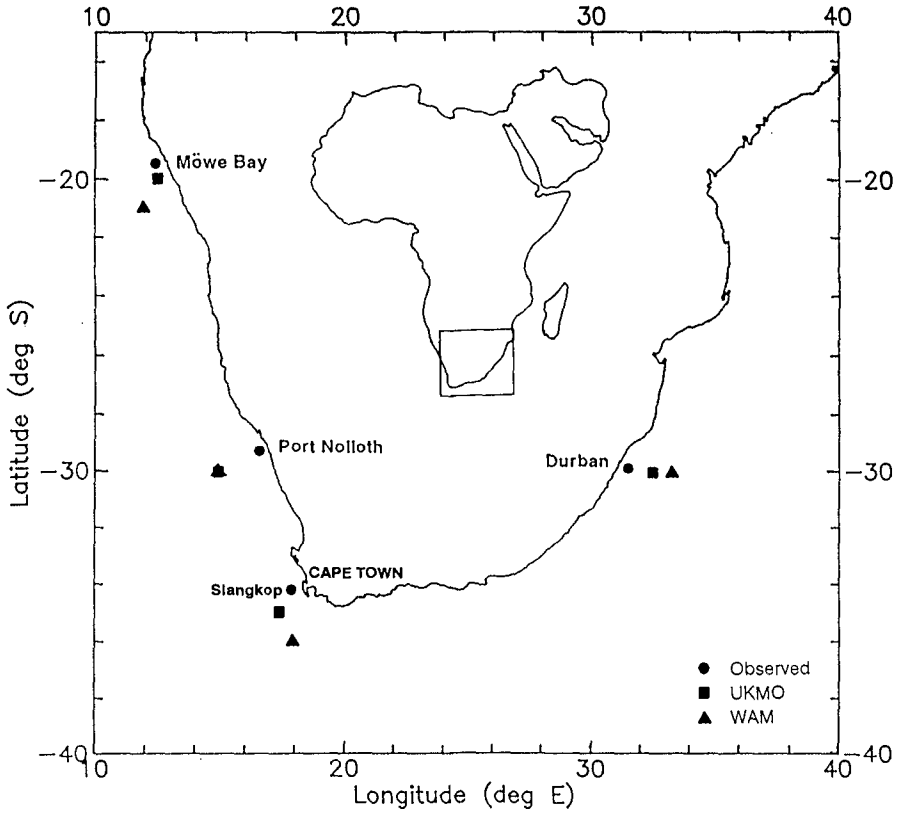 10 20 30 40
Möwe Bay
−20 −20
Port Nolloth
Durban
−30 −30
CAPE TOWN
Slangkop
Observed
UKMO
WAM
−40 −40
10 20 30 40
Longitude (deg E)
Latitude (deg S)